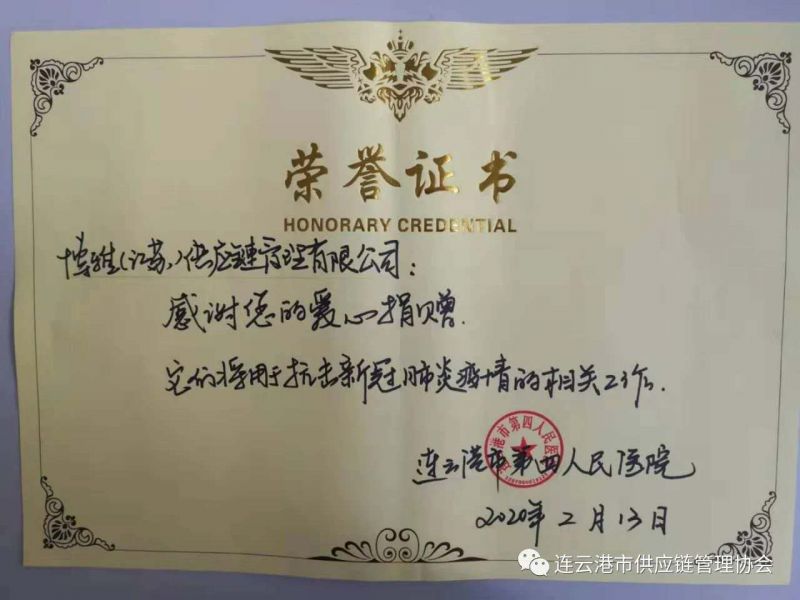 荣誉证书
HONORARY CREDENTIAL
博雅(江苏)供应链管理有限公司：
感谢您的爱心捐赠.
它们将用于抗击新冠肺炎疫情的相关工作.
连云港市第四人民医院
2020年2月13日
连云港市供应链管理协会